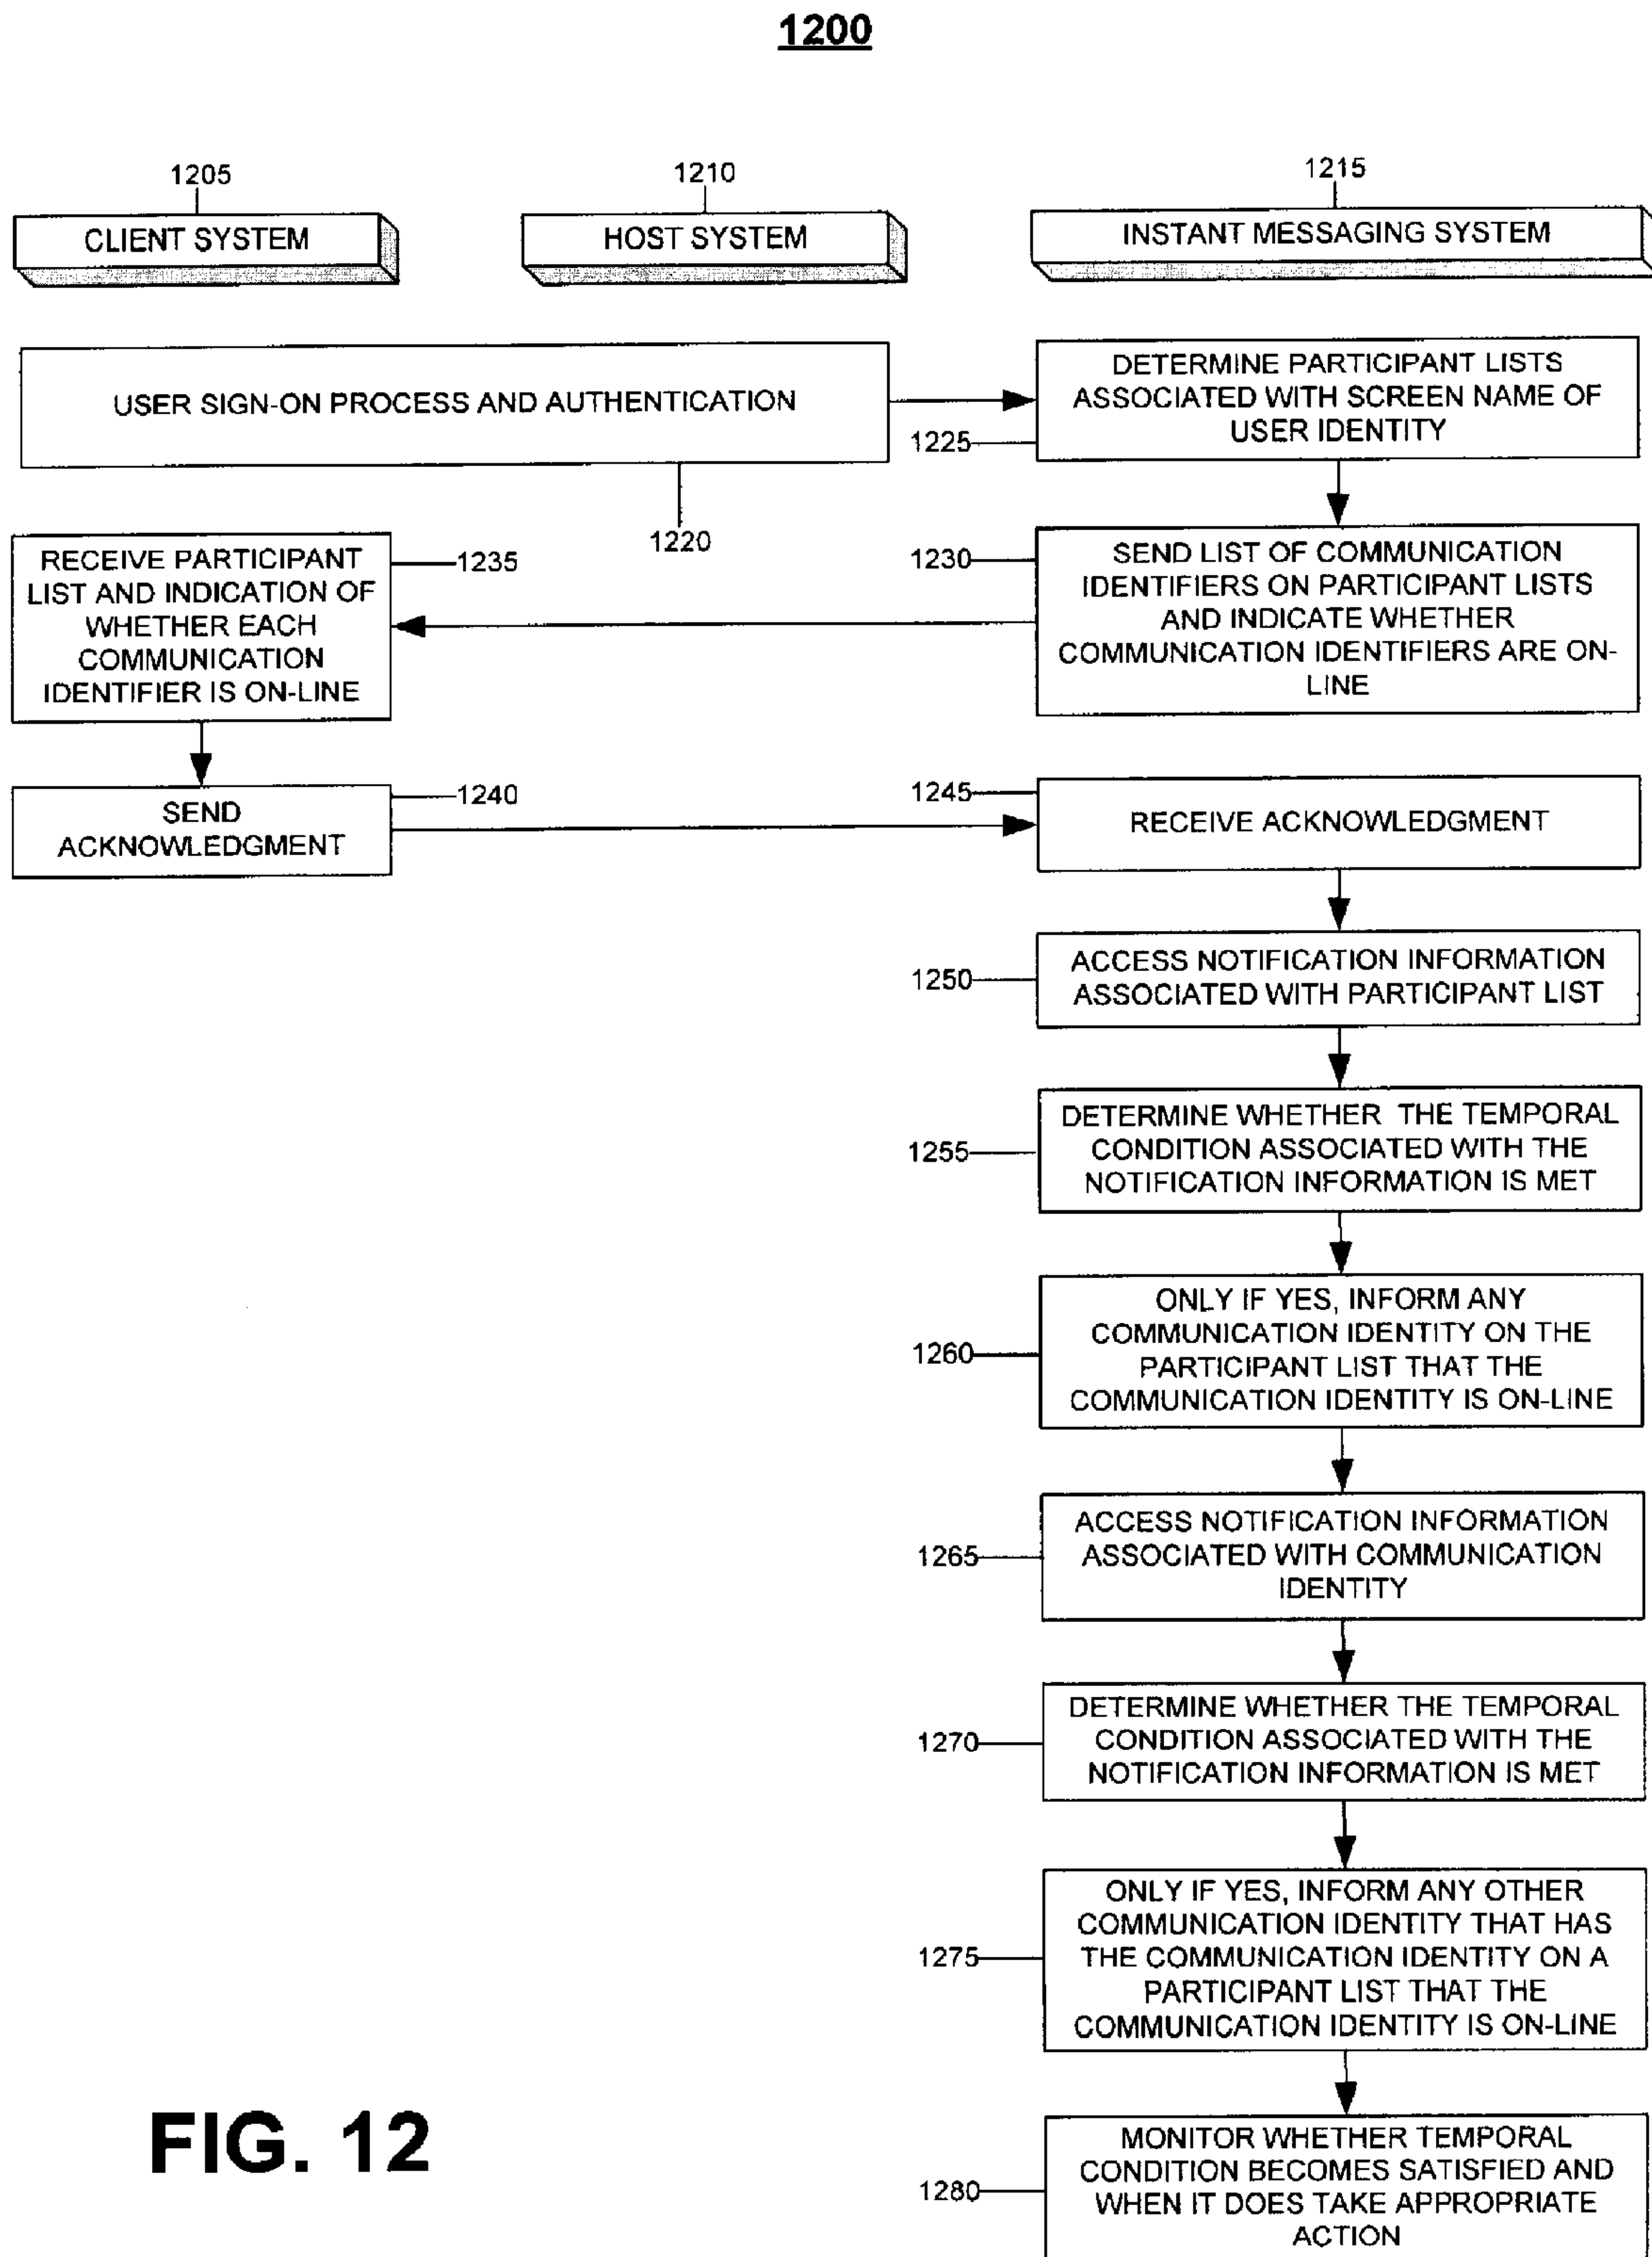 1200
1205
1210
1215
CLIENT SYSTEM
HOST SYSTEM
INSTANT MESSAGING SYSTEM
USER SIGN-ON PROCESS AND AUTHENTICATION
1220
DETERMINE PARTICIPANT LISTS
ASSOCIATED WITH SCREEN NAME OF
USER IDENTITY
1225
1230
SEND LIST OF COMMUNICATION
IDENTIFIERS ON PARTICIPANT LISTS
AND INDICATE WHETHER
COMMUNICATION IDENTIFIERS ARE ON-
LINE
RECEIVE PARTICIPANT
LIST AND INDICATION OF
WHETHER EACH
COMMUNICATION
IDENTIFIER IS ON-LINE
1235
SEND
ACKNOWLEDGMENT
1240
1245
RECEIVE ACKNOWLEDGMENT
1250
ACCESS NOTIFICATION INFORMATION
ASSOCIATED WITH PARTICIPANT LIST
1255
DETERMINE WHETHER THE TEMPORAL
CONDITION ASSOCIATED WITH THE
NOTIFICATION INFORMATION IS MET
1260
ONLY IF YES, INFORM ANY
COMMUNICATION IDENTITY ON THE
PARTICIPANT LIST THAT THE
COMMUNICATION IDENTITY IS ON-LINE
1265
ACCESS NOTIFICATION INFORMATION
ASSOCIATED WITH COMMUNICATION
IDENTITY
1270
DETERMINE WHETHER THE TEMPORAL
CONDITION ASSOCIATED WITH THE
NOTIFICATION INFORMATION IS MET
1275
ONLY IF YES, INFORM ANY OTHER
COMMUNICATION IDENTITY THAT HAS
THE COMMUNICATION IDENTITY ON A
PARTICIPANT LIST THAT THE
COMMUNICATION IDENTITY IS ON-LINE
1280
MONITOR WHETHER TEMPORAL
CONDITION BECOMES SATISFIED AND
WHEN IT DOES TAKE APPROPRIATE
ACTION
FIG. 12